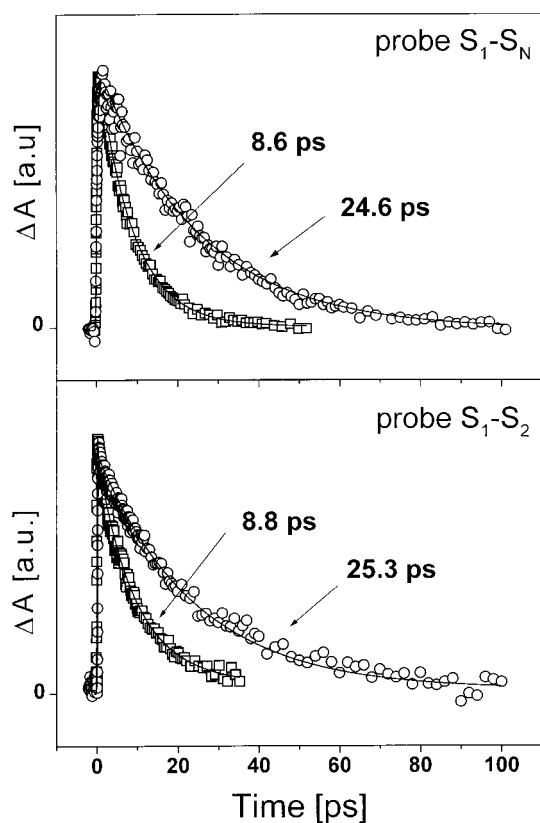 probe S₁-S_N
8.6 ps
24.6 ps
ΔA [a.u]
0
probe S₁-S₂
8.8 ps
25.3 ps
ΔA [a.u.]
0
0 20 40 60 80 100
Time [ps]